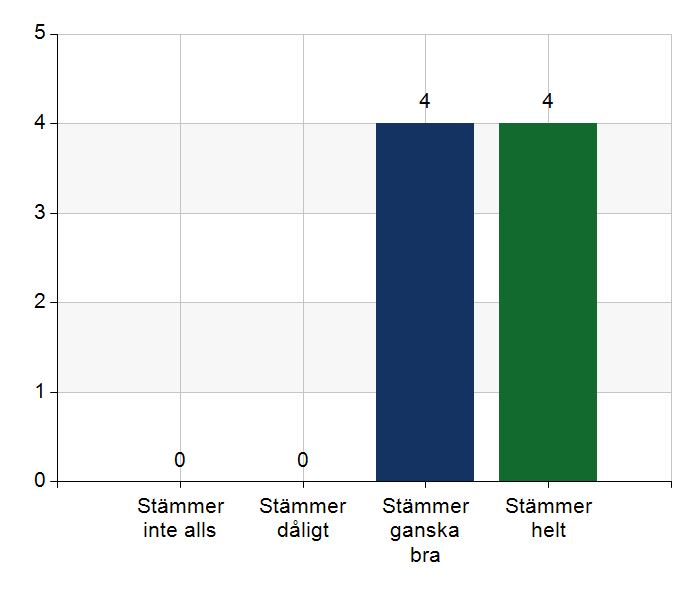 5
4
3
2
1
0
0
0
4
4
Stämmer
inte alls
Stämmer
dåligt
Stämmer
ganska
bra
Stämmer
helt